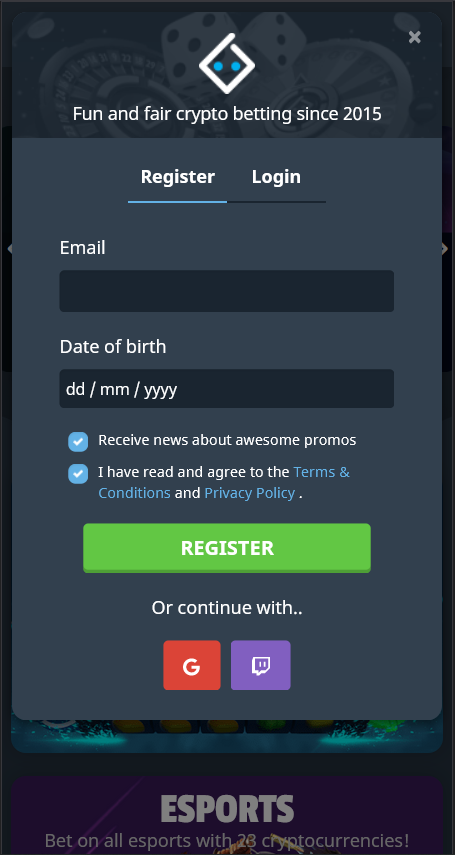 ×
Fun and fair crypto betting since 2015
Register Login
Email
Date of birth
dd / mm / yyyy
Receive news about awesome promos
I have read and agree to the Terms &
Conditions and Privacy Policy .
REGISTER
Or continue with..
G
ESPORTS
Bet on all esports with 23 cryptocurrencies!